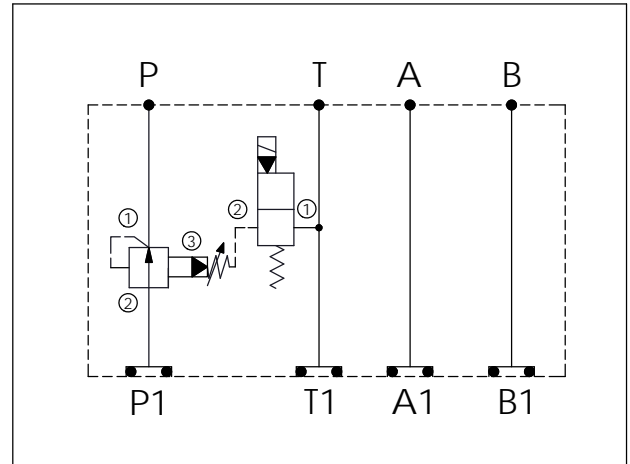 P T A B
① ② ①
③
②
P1 T1 A1 B1